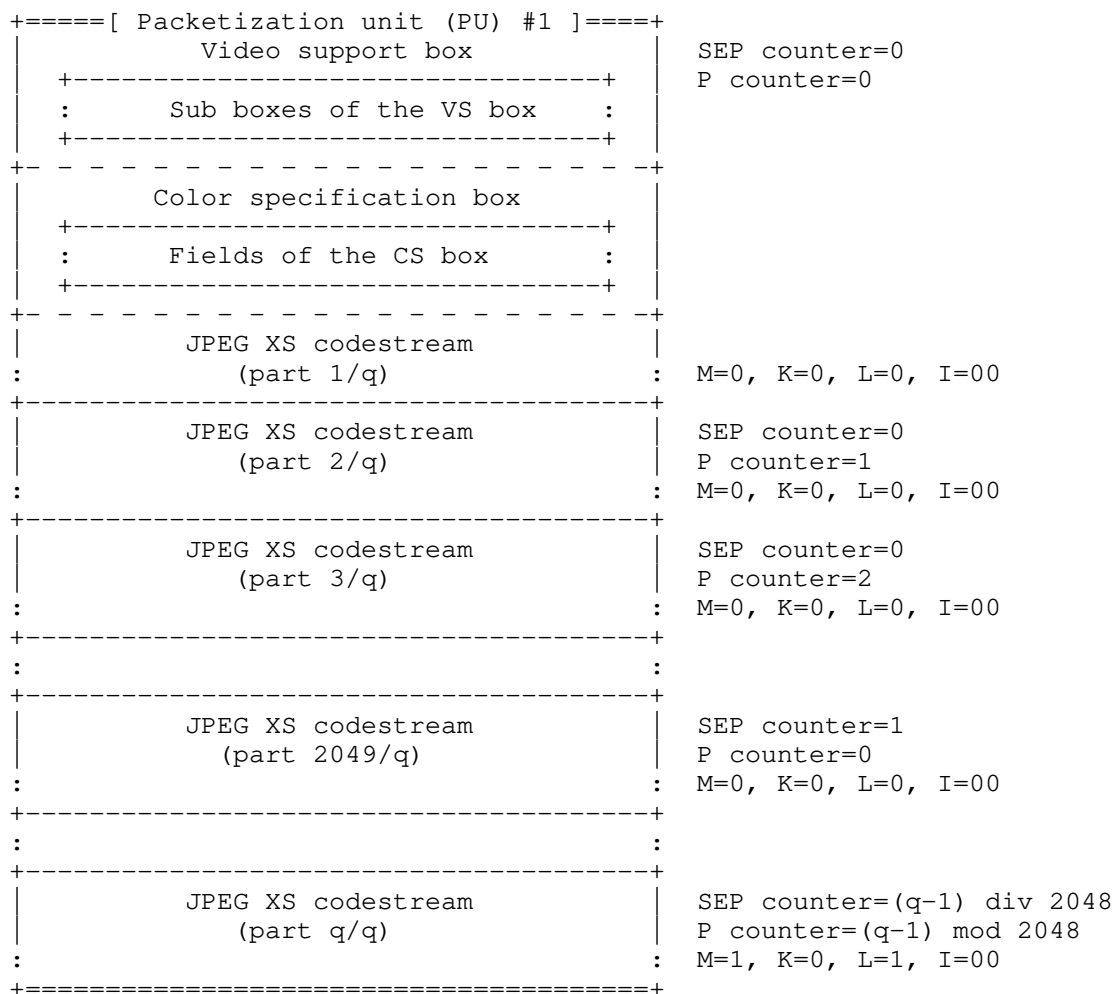 +=====[ Packetization unit (PU) #1 ]====+
|           Video support box           |  SEP counter=0
|  +---------------------------------+  |  P counter=0
|  :      Sub boxes of the VS box    :  |
|  +---------------------------------+  |
+- - - - - - - - - - - - - - - - - - - -+
|        Color specification box        |
|  +---------------------------------+  |
|  :      Fields of the CS box       :  |
|  +---------------------------------+  |
+- - - - - - - - - - - - - - - - - - - -+
|          JPEG XS codestream           |
:             (part 1/q)                :  M=0, K=0, L=0, I=00
+---------------------------------------+
|          JPEG XS codestream           |  SEP counter=0
|             (part 2/q)                |  P counter=1
:                                       :  M=0, K=0, L=0, I=00
+---------------------------------------+
|          JPEG XS codestream           |  SEP counter=0
|             (part 3/q)                |  P counter=2
:                                       :  M=0, K=0, L=0, I=00
+---------------------------------------+
:                                       :
+---------------------------------------+
|          JPEG XS codestream           |  SEP counter=1
|            (part 2049/q)              |  P counter=0
:                                       :  M=0, K=0, L=0, I=00
+---------------------------------------+
:                                       :
+---------------------------------------+
|          JPEG XS codestream           |  SEP counter=(q-1) div 2048
|             (part q/q)                |  P counter=(q-1) mod 2048
:                                       :  M=1, K=0, L=1, I=00
+=======================================+